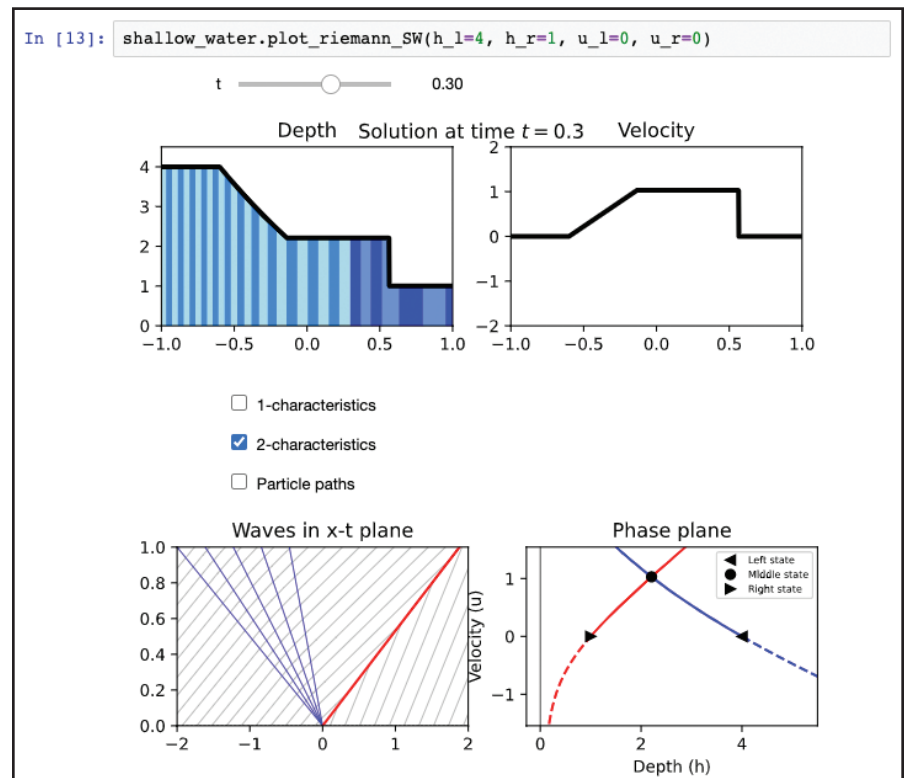 In [13]: shallow_water.plot_riemann_SW(h_l=4, h_r=1, u_l=0, u_r=0)
t 0.30
Depth Solution at time t = 0.3 Velocity
4
3
2
1
0
−1.0 −0.5 0.0 0.5 1.0
2
1
0
−1
−2
−1.0 −0.5 0.0 0.5 1.0
1-characteristics
2-characteristics
Particle paths
Waves in x-t plane
1.0
0.8
0.6
0.4
0.2
0.0
−2 −1 0 1 2
Phase plane
Left state
Middle state
Right state
Velocity (u)
1
0
−1
0 2 4
Depth (h)